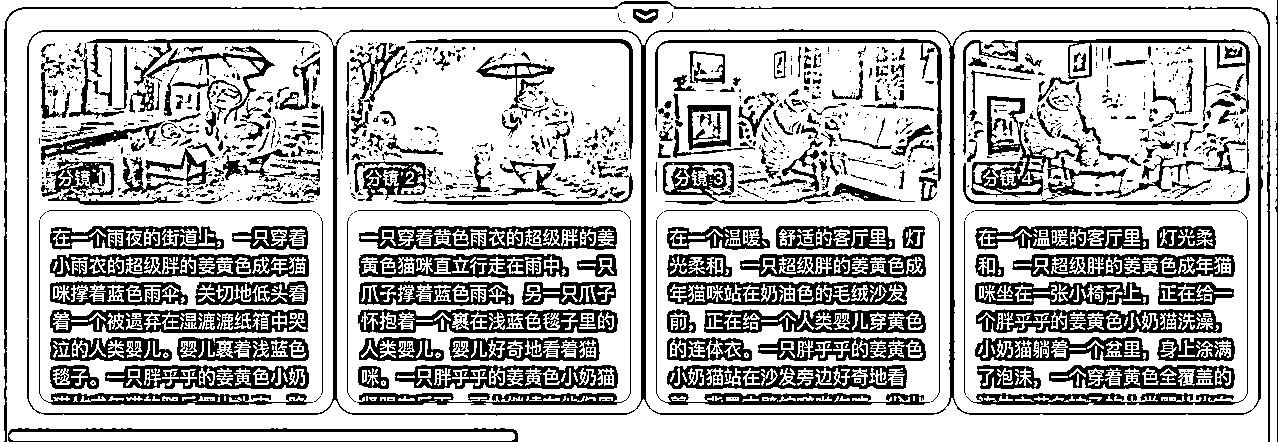 分镜 1
在一个雨夜的街道上，一只穿着
小雨衣的超级胖的姜黄色成年猫
咪撑着蓝色雨伞，关切地低头看
着一个被遗弃在湿漉漉纸箱中哭
泣的人类婴儿。婴儿裹着浅蓝色
毯子。一只胖乎乎的姜黄色小奶
分镜 2
一只穿着黄色雨衣的超级胖的姜
黄色猫咪直立行走在雨中，一只
爪子撑着蓝色雨伞，另一只爪子
怀抱着一个裹在浅蓝色毯子里的
人类婴儿。婴儿好奇地看着猫
咪。一只胖乎乎的姜黄色小奶猫
分镜 3
在一个温暖、舒适的客厅里，灯
光柔和，一只超级胖的姜黄色成
年猫咪站在奶油色的毛绒沙发
前，正在给一个人类婴儿穿黄色
的连体衣。一只胖乎乎的姜黄色
小奶猫站在沙发旁边好奇地看
分镜 4
在一个温暖的客厅里，灯光柔
和，一只超级胖的姜黄色成年猫
咪坐在一张小椅子上，正在给一
个胖乎乎的姜黄色小奶猫洗澡，
小奶猫躺着一个盆里，身上涂满
了泡沫，一个穿着黄色全覆盖的